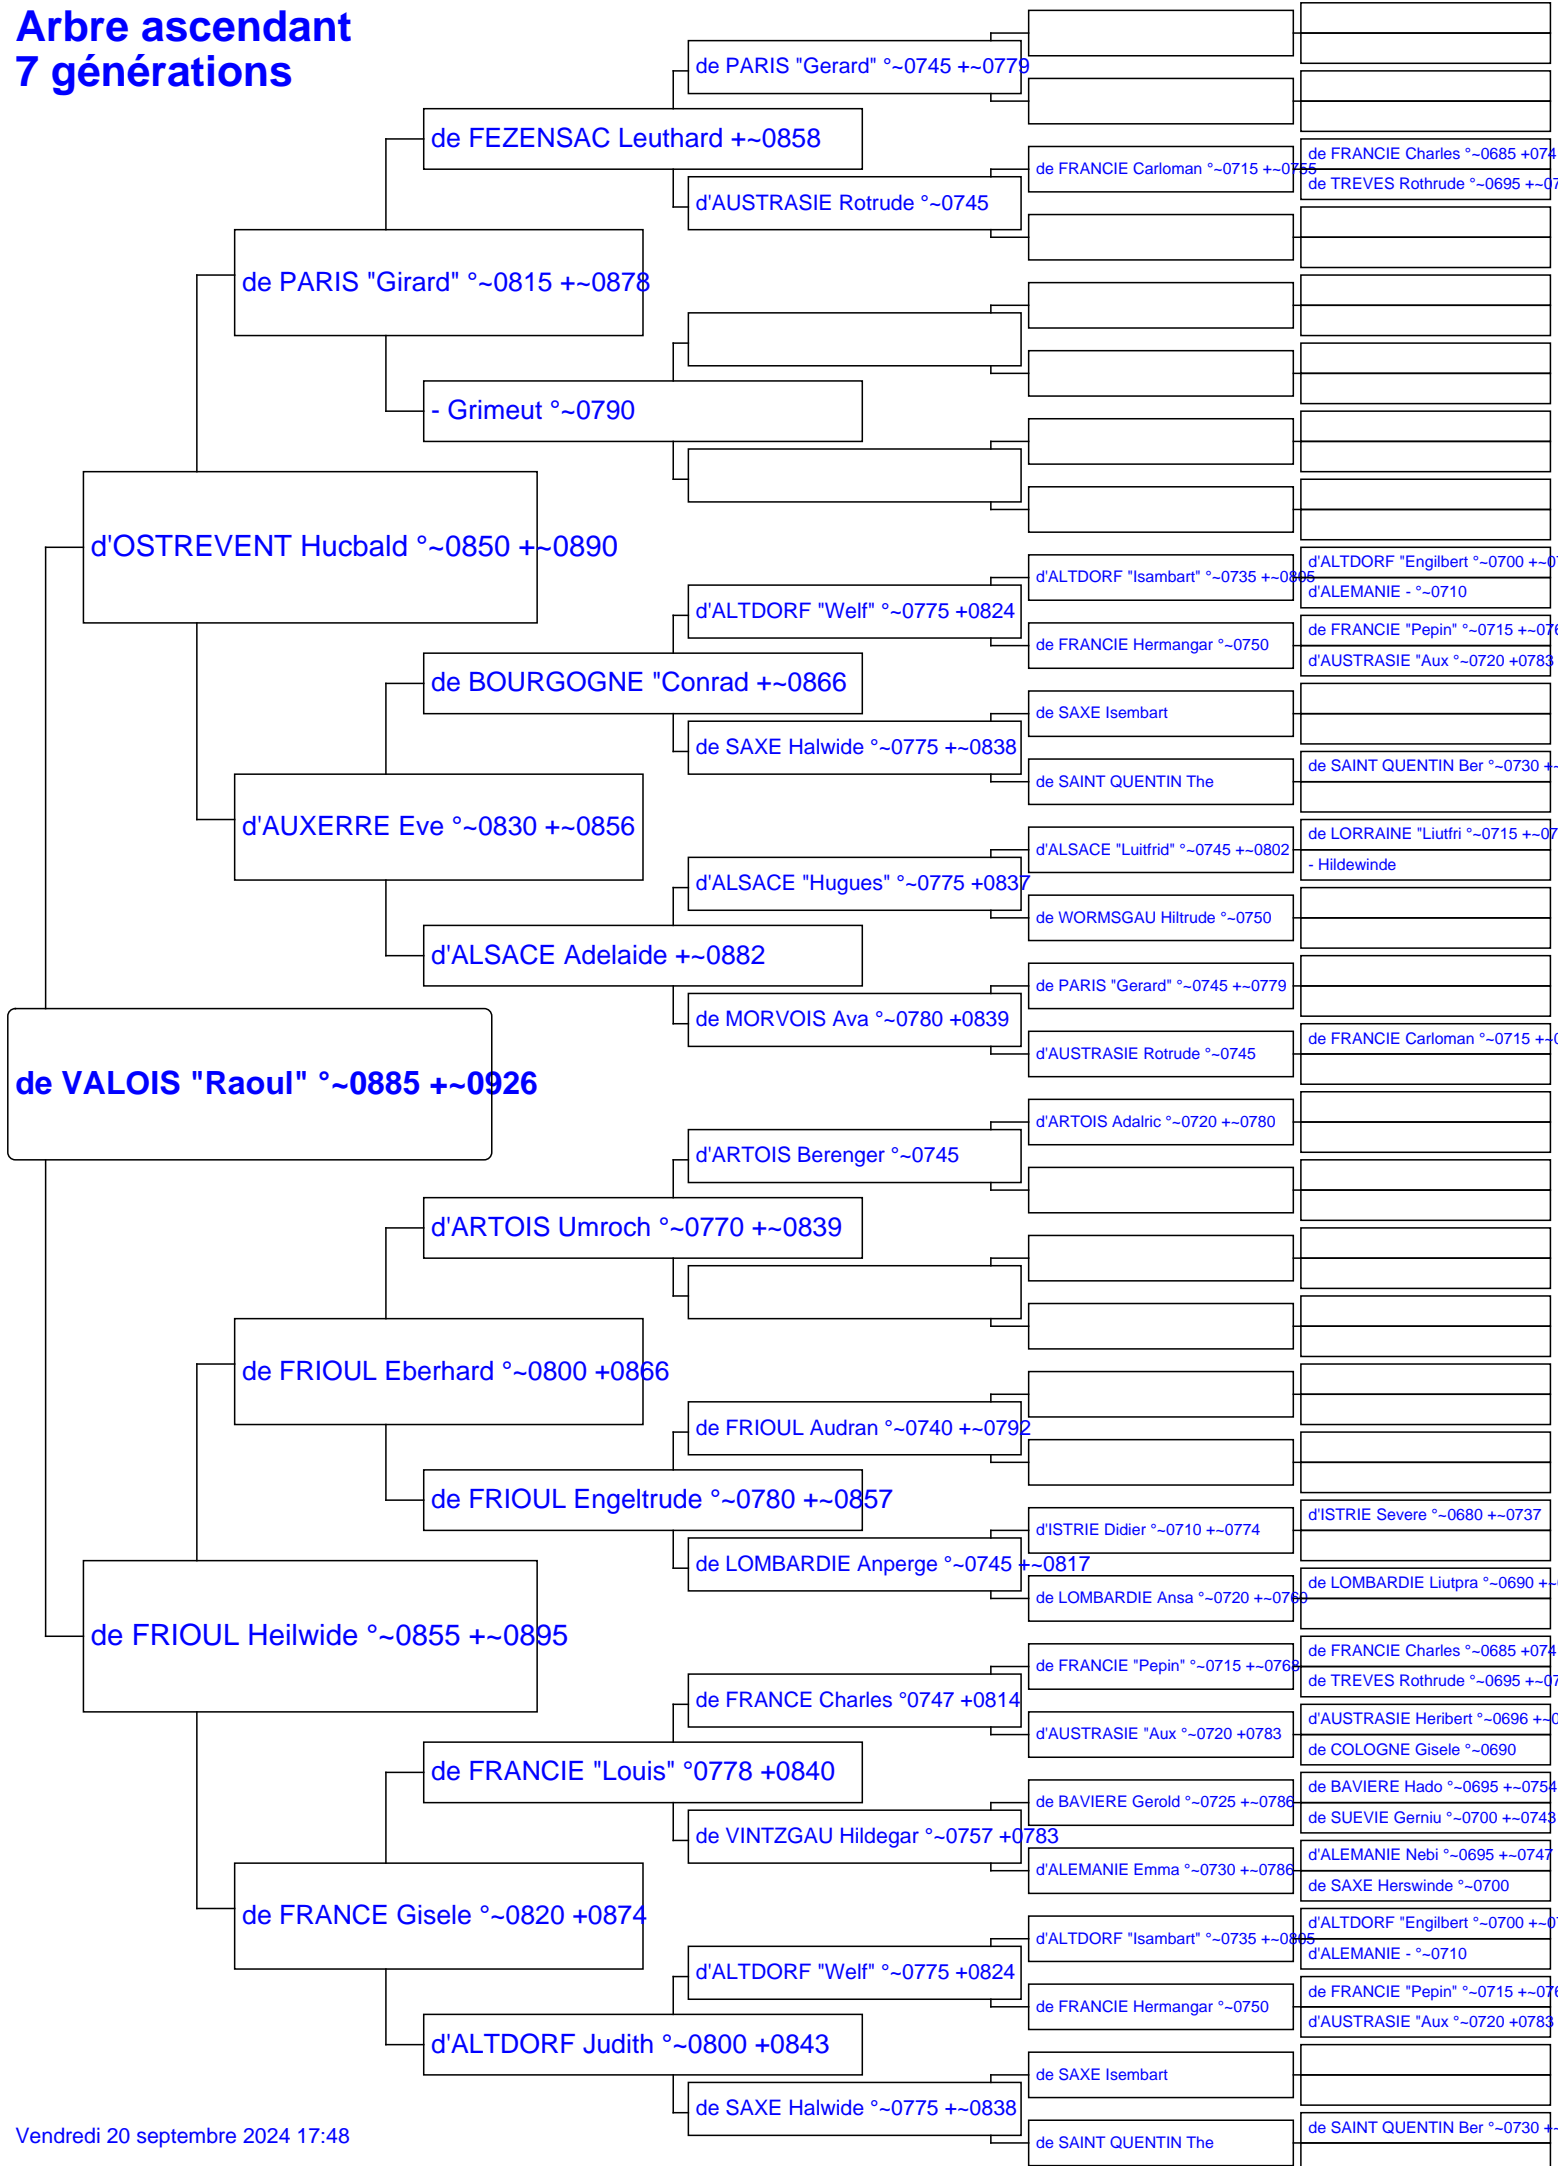 Arbre ascendant
7 générations
de PARIS "Gerard" °~0745 +~0779
de FEZENSAC Leuthard +~0858
de FRANCIE Charles °~0685 +074
de FRANCIE Carloman °~0715 +~0755
de TREVES Rothrude °~0695 +~07
d'AUSTRASIE Rotrude °~0745
de PARIS "Girard" °~0815 +~0878
- Grimeut °~0790
d'OSTREVENT Hucbald °~0850 +~0890
d'ALTDORF "Engilbert °~0700 +~0
d'ALTDORF "Isambart" °~0735 +~0805
d'ALEMANIE - °~0710
d'ALTDORF "Welf" °~0775 +0824
de FRANCIE "Pepin" °~0715 +~076
de FRANCIE Hermangar °~0750
d'AUSTRASIE "Aux °~0720 +0783
de BOURGOGNE "Conrad +~0866
de SAXE Isembart
de SAXE Halwide °~0775 +~0838
de SAINT QUENTIN Ber °~0730 +~
de SAINT QUENTIN The
d'AUXERRE Eve °~0830 +~0856
de LORRAINE "Liutfri °~0715 +~07
d'ALSACE "Luitfrid" °~0745 +~0802
- Hildewinde
d'ALSACE "Hugues" °~0775 +0837
de WORMSGAU Hiltrude °~0750
d'ALSACE Adelaide +~0882
de PARIS "Gerard" °~0745 +~0779
de MORVOIS Ava °~0780 +0839
de FRANCIE Carloman °~0715 +~0
d'AUSTRASIE Rotrude °~0745
de VALOIS "Raoul" °~0885 +~0926
d'ARTOIS Adalric °~0720 +~0780
d'ARTOIS Berenger °~0745
d'ARTOIS Umroch °~0770 +~0839
de FRIOUL Eberhard °~0800 +0866
de FRIOUL Audran °~0740 +~0792
de FRIOUL Engeltrude °~0780 +~0857
d'ISTRIE Severe °~0680 +~0737
d'ISTRIE Didier °~0710 +~0774
de LOMBARDIE Anperge °~0745 +~0817
de LOMBARDIE Liutpra °~0690 +~
de LOMBARDIE Ansa °~0720 +~0760
de FRIOUL Heilwide °~0855 +~0895
de FRANCIE Charles °~0685 +074
de FRANCIE "Pepin" °~0715 +~0768
de TREVES Rothrude °~0695 +~07
de FRANCE Charles °0747 +0814
d'AUSTRASIE Heribert °~0696 +~0
d'AUSTRASIE "Aux °~0720 +0783
de COLOGNE Gisele °~0690
de FRANCIE "Louis" °0778 +0840
de BAVIERE Hado °~0695 +~0754
de BAVIERE Gerold °~0725 +~0786
de SUEVIE Gerniu °~0700 +~0743
de VINTZGAU Hildegar °~0757 +0783
d'ALEMANIE Nebi °~0695 +~0747
d'ALEMANIE Emma °~0730 +~0786
de SAXE Herswinde °~0700
de FRANCE Gisele °~0820 +0874
d'ALTDORF "Engilbert °~0700 +~0
d'ALTDORF "Isambart" °~0735 +~0805
d'ALEMANIE - °~0710
d'ALTDORF "Welf" °~0775 +0824
de FRANCIE "Pepin" °~0715 +~076
de FRANCIE Hermangar °~0750
d'AUSTRASIE "Aux °~0720 +0783
d'ALTDORF Judith °~0800 +0843
de SAXE Isembart
de SAXE Halwide °~0775 +~0838
de SAINT QUENTIN Ber °~0730 +~
de SAINT QUENTIN The
Vendredi 20 septembre 2024 17:48